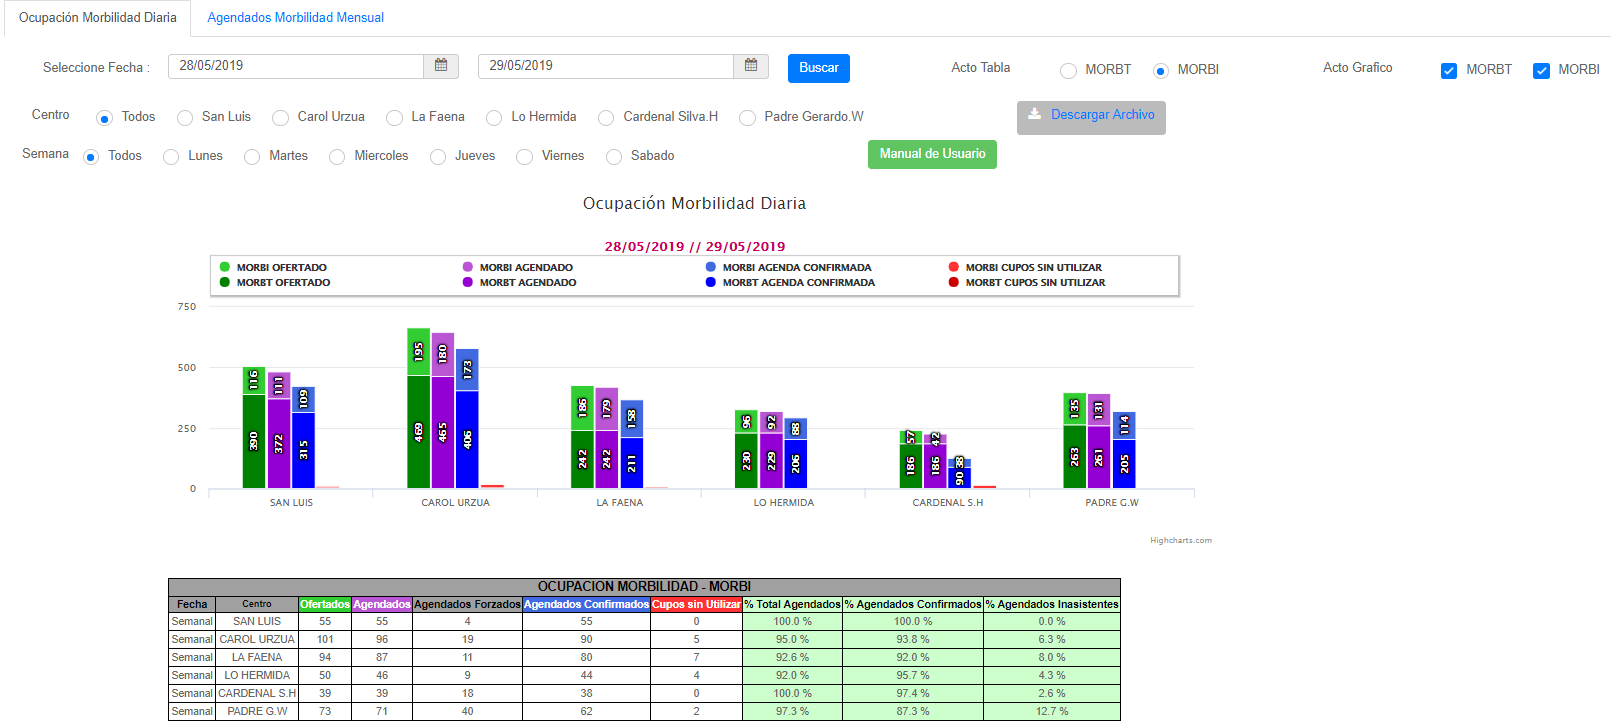 Ocupación Morbilidad Diaria Agendados Morbilidad Mensual
Seleccione Fecha : 28/05/2019 29/05/2019 Buscar Acto Tabla MORBT MORBI Acto Grafico MORBT MORBI
Centro Todos San Luis Carol Urzua La Faena Lo Hermida Cardenal Silva.H Padre Gerardo.W Descargar Archivo
Semana Todos Lunes Martes Miercoles Jueves Viernes Sabado Manual de Usuario
Ocupación Morbilidad Diaria
28/05/2019 // 29/05/2019
MORBI OFERTADO MORBI AGENDADO MORBI AGENDA CONFIRMADA MORBI CUPOS SIN UTILIZAR
MORBT OFERTADO MORBT AGENDADO MORBT AGENDA CONFIRMADA MORBT CUPOS SIN UTILIZAR
750
500
250
0
116 111 109 195 180 173 186 179 158 96 92 88 57 42 38 135 131 114
390 372 315 469 465 406 242 242 211 230 229 206 186 186 90 263 261 205
SAN LUIS CAROL URZUA LA FAENA LO HERMIDA CARDENAL S.H PADRE G.W
Highcharts.com
OCUPACION MORBILIDAD - MORBI
Fecha Centro Ofertados Agendados Agendados Forzados Agendados Confirmados Cupos sin Utilizar % Total Agendados % Agendados Confirmados % Agendados Inasistentes
Semanal SAN LUIS 55 55 4 55 0 100.0 % 100.0 % 0.0 %
Semanal CAROL URZUA 101 96 19 90 5 95.0 % 93.8 % 6.3 %
Semanal LA FAENA 94 87 11 80 7 92.6 % 92.0 % 8.0 %
Semanal LO HERMIDA 50 46 9 44 4 92.0 % 95.7 % 4.3 %
Semanal CARDENAL S.H 39 39 18 38 0 100.0 % 97.4 % 2.6 %
Semanal PADRE G.W 73 71 40 62 2 97.3 % 87.3 % 12.7 %